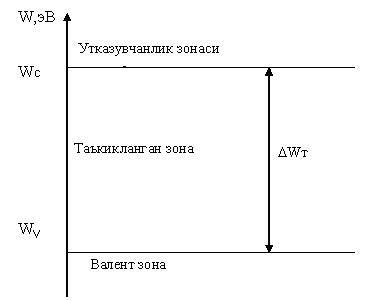 W,эВ
Утказувчанлик зонаси
Wc
Таъкикланган зона
ΔWт
Wv
Валент зона